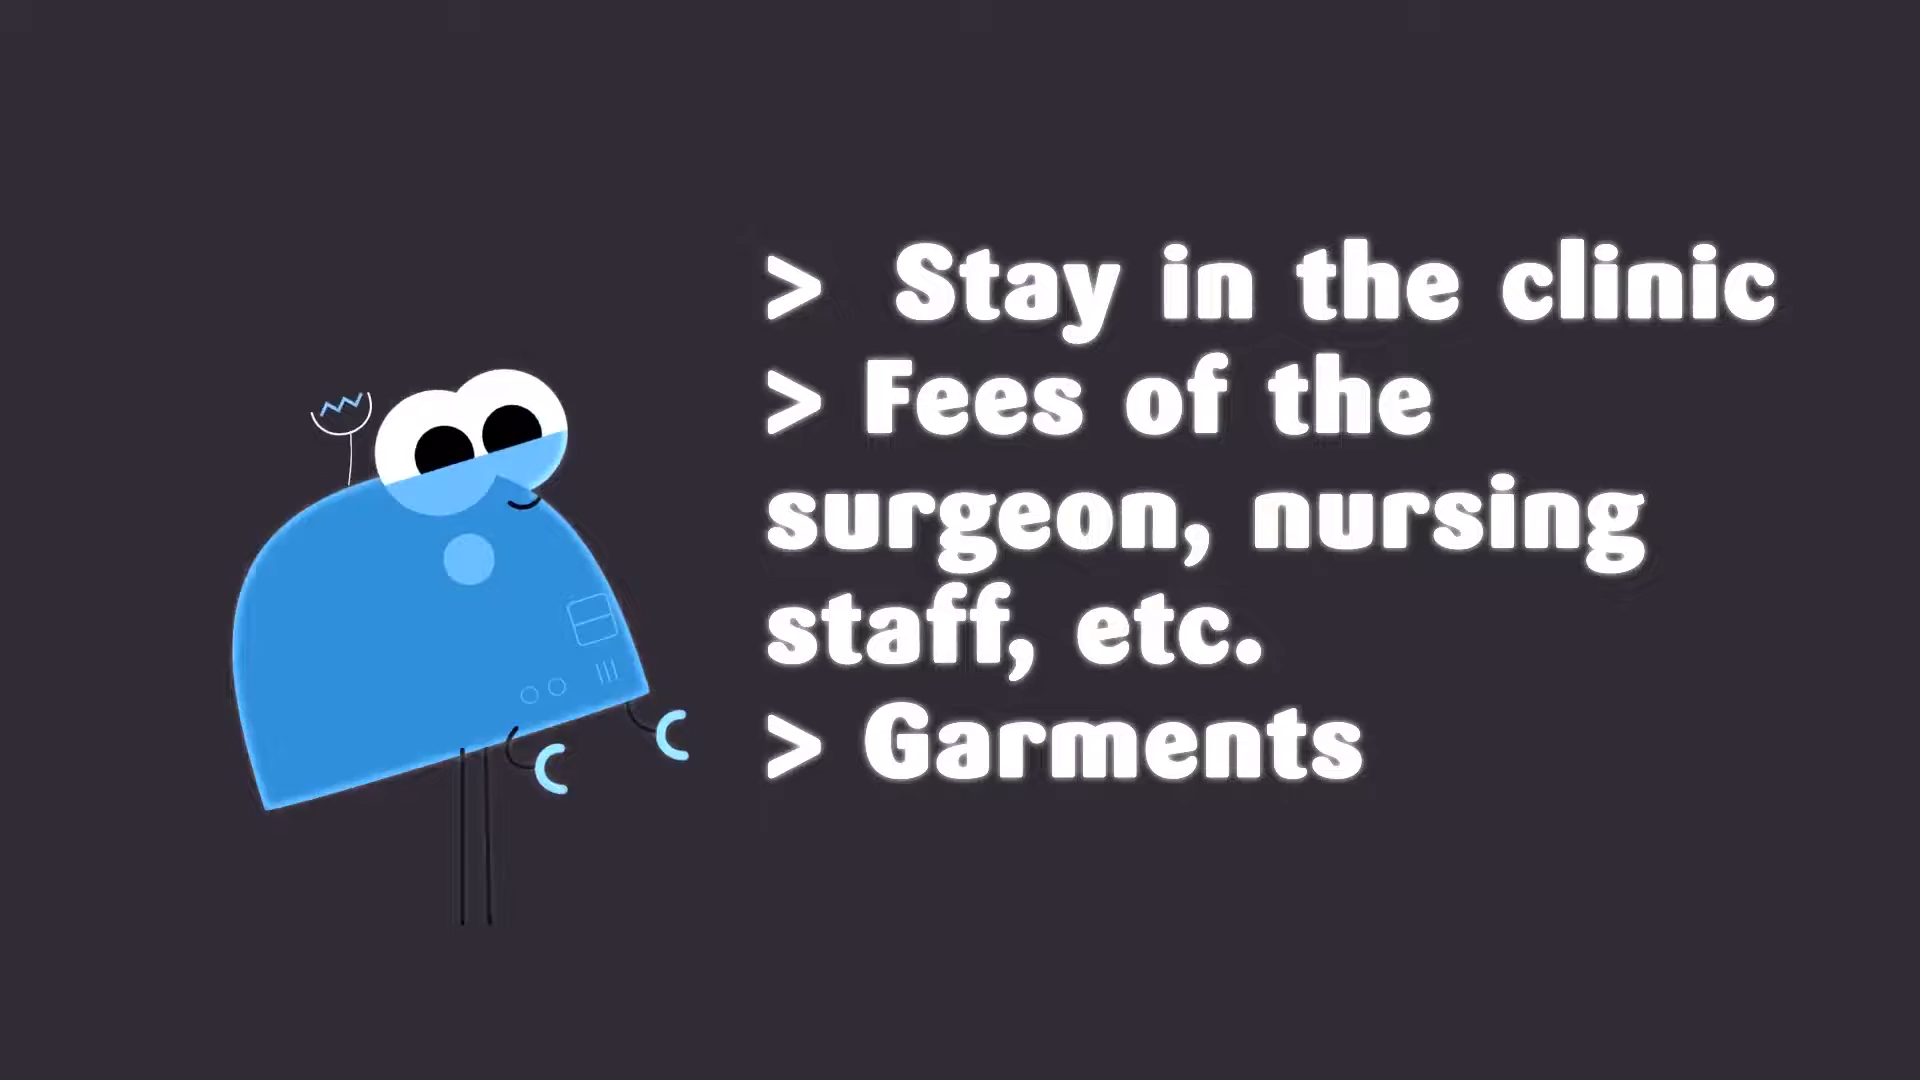 > Stay in the clinic
> Fees of the
surgeon, nursing
staff, etc.
> Garments